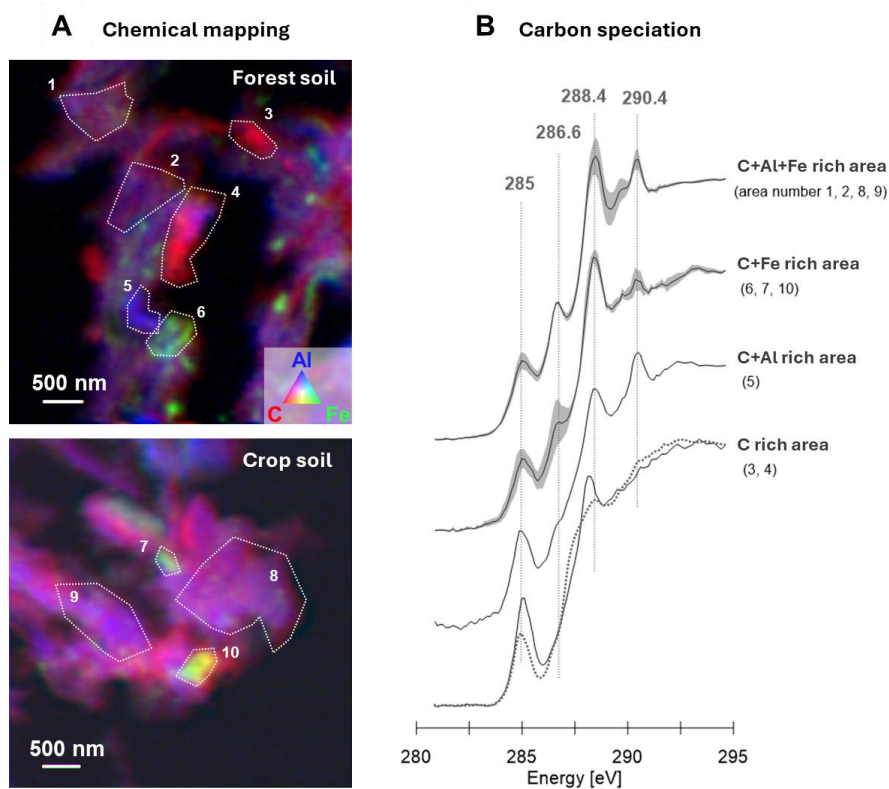 A Chemical mapping
Forest soil
1
2
3
4
5
6
500 nm
Al
C
Fe
Crop soil
7
8
9
10
500 nm
B Carbon speciation
285
286.6
288.4
290.4
C+Al+Fe rich area
(area number 1, 2, 8, 9)
C+Fe rich area
(6, 7, 10)
C+Al rich area
(5)
C rich area
(3, 4)
280 285 290 295
Energy [eV]